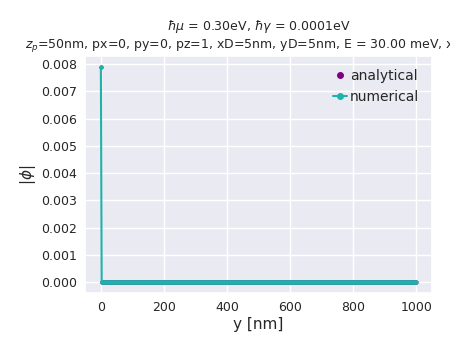 ℏμ = 0.30eV, ℏγ = 0.0001eV
z_p=50nm, px=0, py=0, pz=1, xD=5nm, yD=5nm, E = 30.00 meV, x
0.008
0.007
0.006
0.005
0.004
0.003
0.002
0.001
0.000
|ϕ|
analytical
numerical
0 200 400 600 800 1000
y [nm]